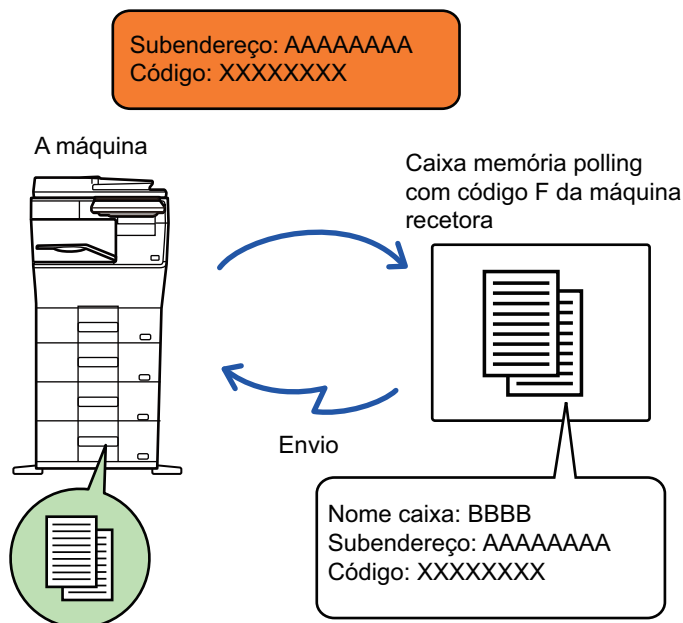 Subendereço: AAAAAAAA
Código: XXXXXXXX
A máquina
Caixa memória polling
com código F da máquina
recetora
Envio
Nome caixa: BBBB
Subendereço: AAAAAAAA
Código: XXXXXXXX